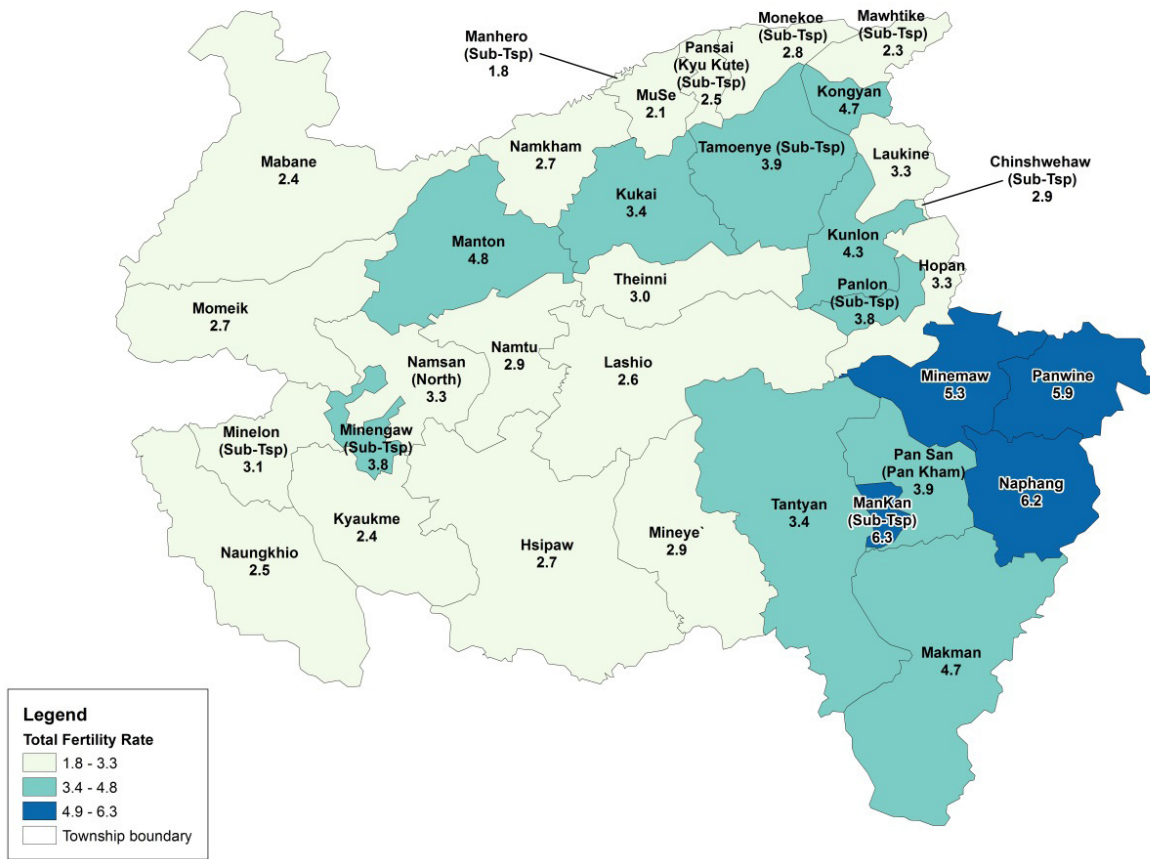 Manhero
(Sub-Tsp)
1.8
Pansai
(Kyu Kute)
(Sub-Tsp)
2.5
Monekoe
(Sub-Tsp)
2.8
Mawhtike
(Sub-Tsp)
2.3
MuSe
2.1
Kongyan
4.7
Mabane
2.4
Namkham
2.7
Tamoenye (Sub-Tsp)
3.9
Laukine
3.3
Chinshwehaw
(Sub-Tsp)
2.9
Kukai
3.4
Manton
4.8
Kunlon
4.3
Hopan
3.3
Theinni
3.0
Panlon
(Sub-Tsp)
3.8
Momeik
2.7
Namtu
2.9
Namsan
(North)
3.3
Lashio
2.6
Minemaw
5.3
Panwine
5.9
Minelon
(Sub-Tsp)
3.1
Minengaw
(Sub-Tsp)
3.8
Pan San
(Pan Kham)
3.9
Naphang
6.2
Tantyan
3.4
ManKan
(Sub-Tsp)
6.3
Kyaukme
2.4
Hsipaw
2.7
Mineye`
2.9
Naungkhio
2.5
Makman
4.7
Legend
Total Fertility Rate
1.8 - 3.3
3.4 - 4.8
4.9 - 6.3
Township boundary